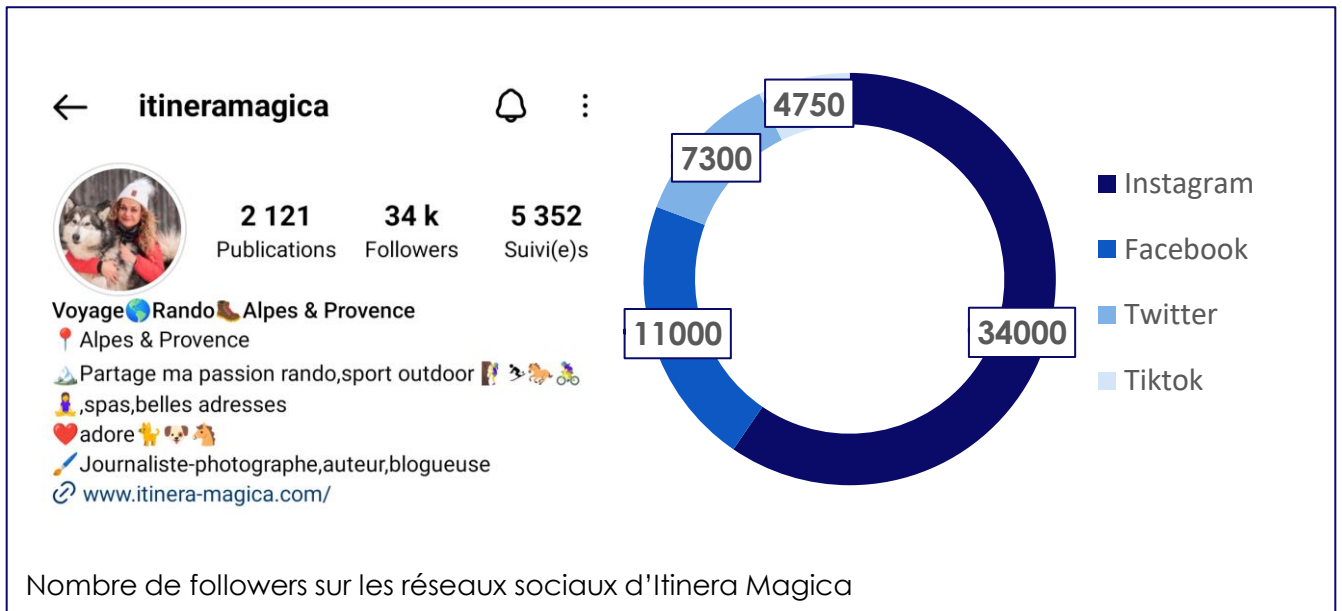 itineramagica
2 121
34 k
5 352
Publications
Followers
Suivi(e)s
Voyage🌎Rando🥾Alpes & Provence
📍Alpes & Provence
🏔️Partage ma passion rando,sport outdoor 🧗‍♀️⛷️🐎🚴‍♀️
🧘‍♀️,spas,belles adresses
❤️adore🐈🐶🐴
🖌️Journaliste-photographe,auteur,blogueuse
www.itinera-magica.com/
4750
7300
11000
34000
Instagram
Facebook
Twitter
Tiktok
Nombre de followers sur les réseaux sociaux d’Itinera Magica